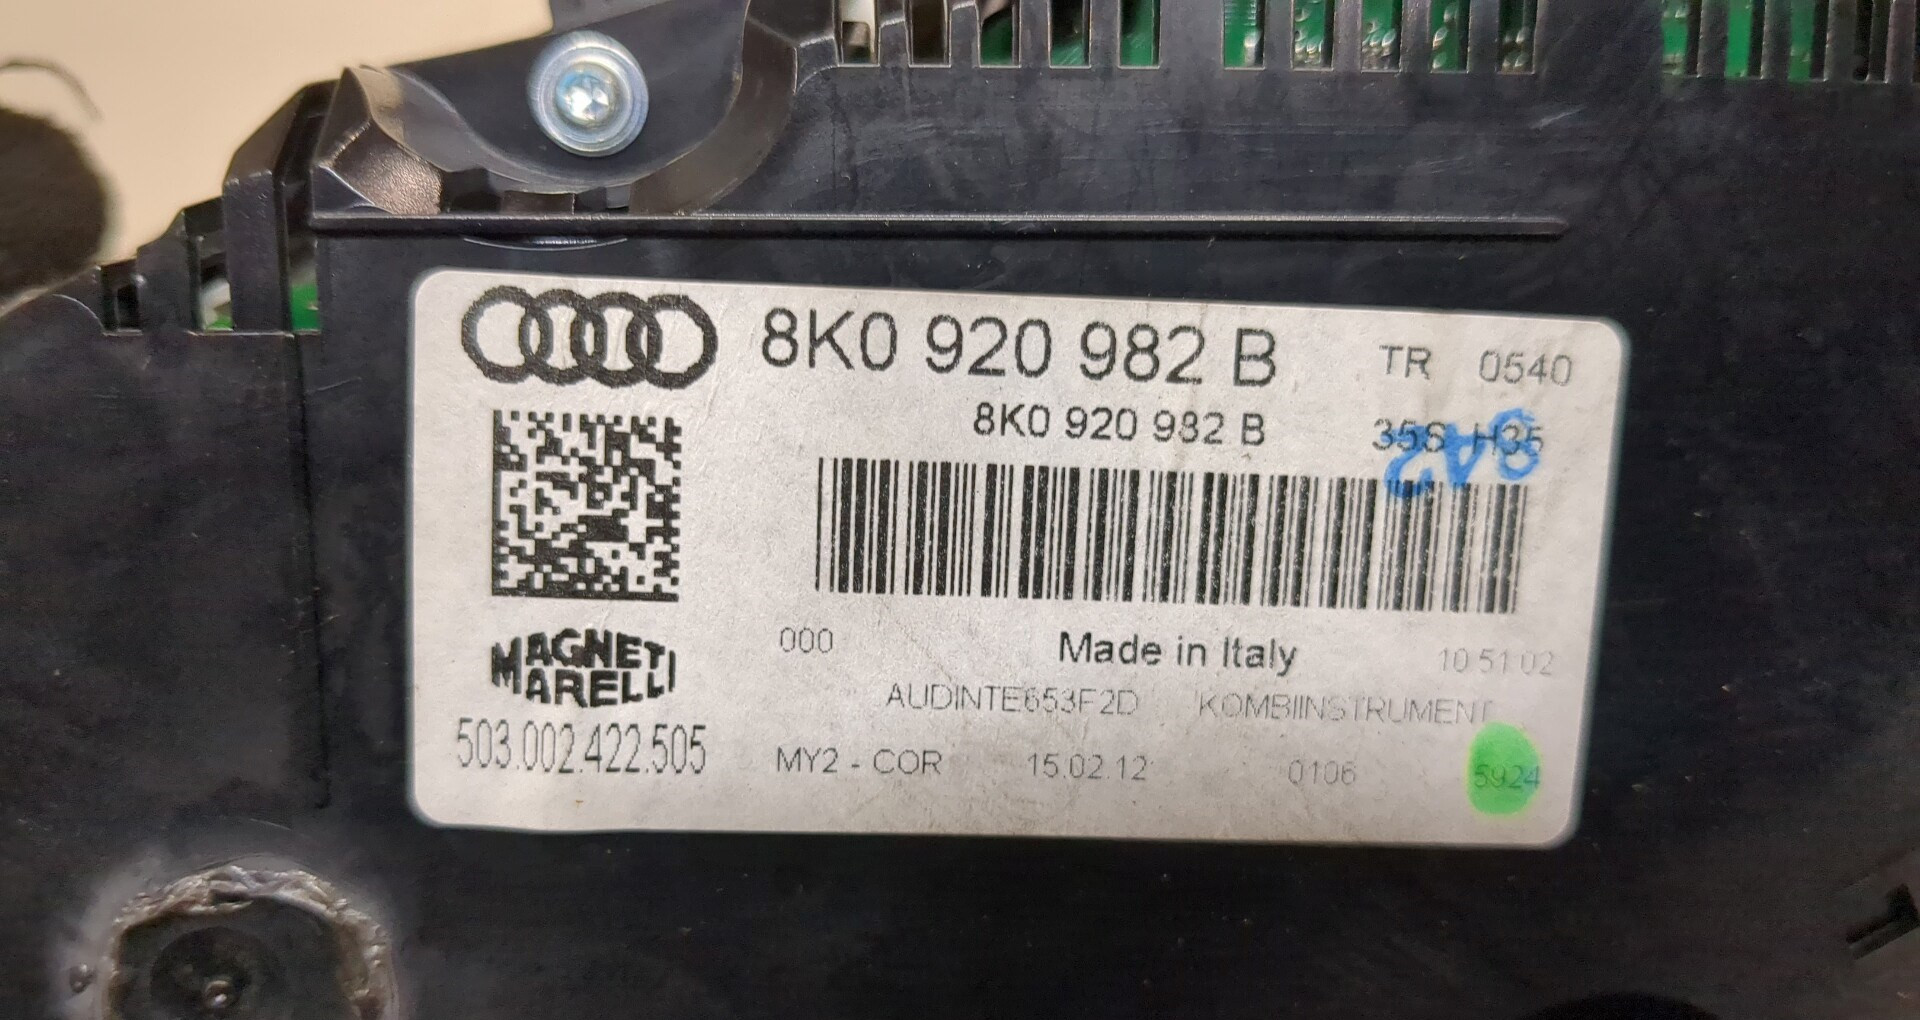 8K0 920 982 B TR 0540
8K0 920 982 B 35S H35
942
000 Made in Italy 10 51 02
MAGNETI
MARELLI
AUDINTE653F2D KOMBIINSTRUMENT
503.002.422.505
MY2 - COR 15.02.12 0106 5924